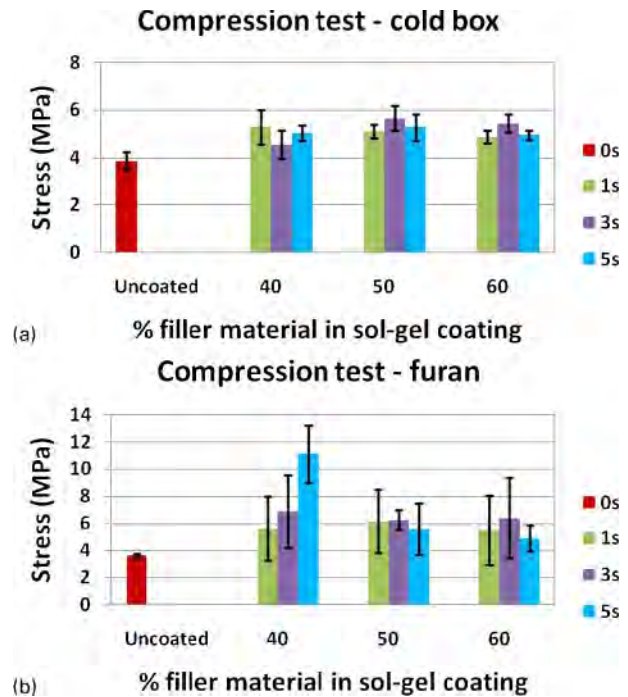 Compression test - cold box
8
6
4
2
0
Stress (MPa)
0s
1s
3s
5s
Uncoated 40 50 60
(a) % filler material in sol-gel coating
Compression test - furan
14
12
10
8
6
4
2
0
Stress (MPa)
0s
1s
3s
5s
Uncoated 40 50 60
(b) % filler material in sol-gel coating